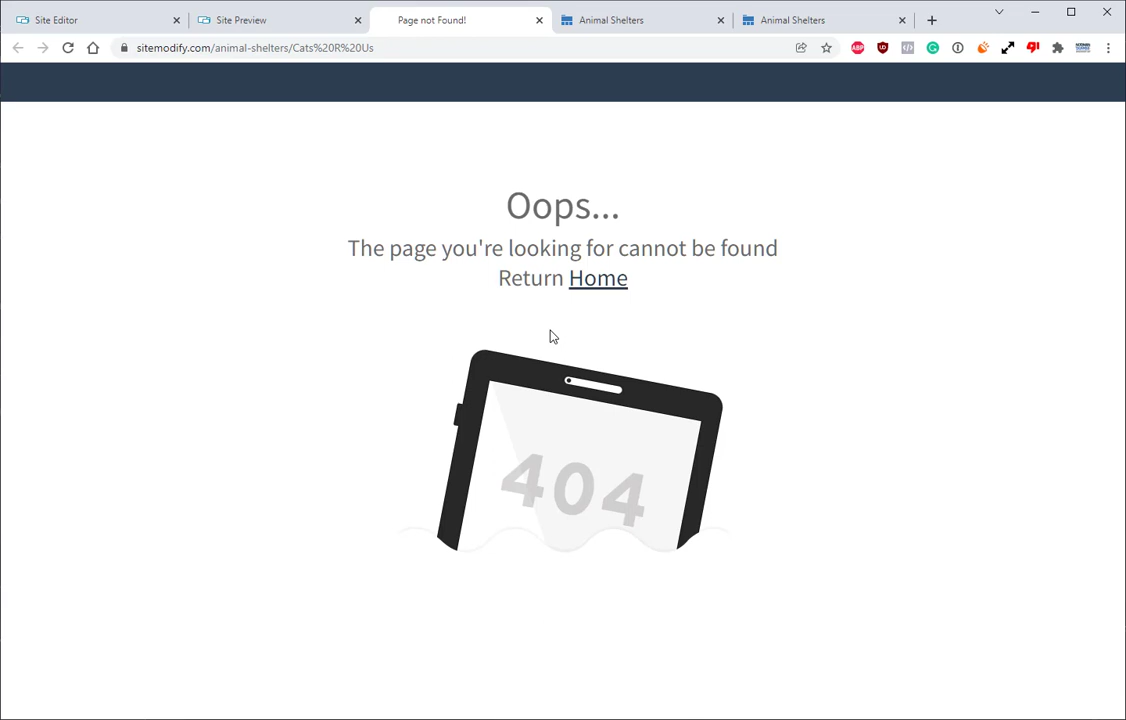 Site Editor
Site Preview
Page not Found!
Animal Shelters
Animal Shelters
sitemodify.com/animal-shelters/Cats%20R%20Us
ABP
Oops...
The page you're looking for cannot be found
Return Home
404